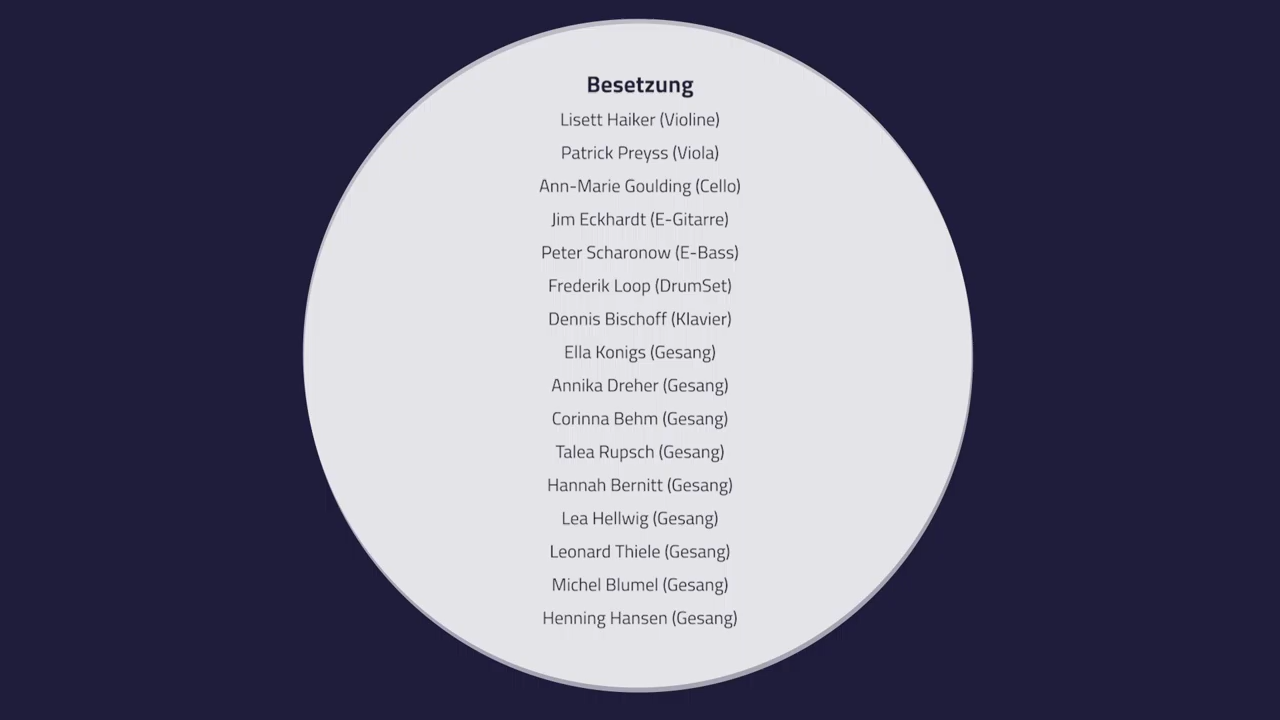 Besetzung
Lisett Haiker (Violine)
Patrick Preyss (Viola)
Ann-Marie Goulding (Cello)
Jim Eckhardt (E-Gitarre)
Peter Scharonow (E-Bass)
Frederik Loop (DrumSet)
Dennis Bischoff (Klavier)
Ella Konigs (Gesang)
Annika Dreher (Gesang)
Corinna Behm (Gesang)
Talea Rupsch (Gesang)
Hannah Bernitt (Gesang)
Lea Hellwig (Gesang)
Leonard Thiele (Gesang)
Michel Blumel (Gesang)
Henning Hansen (Gesang)